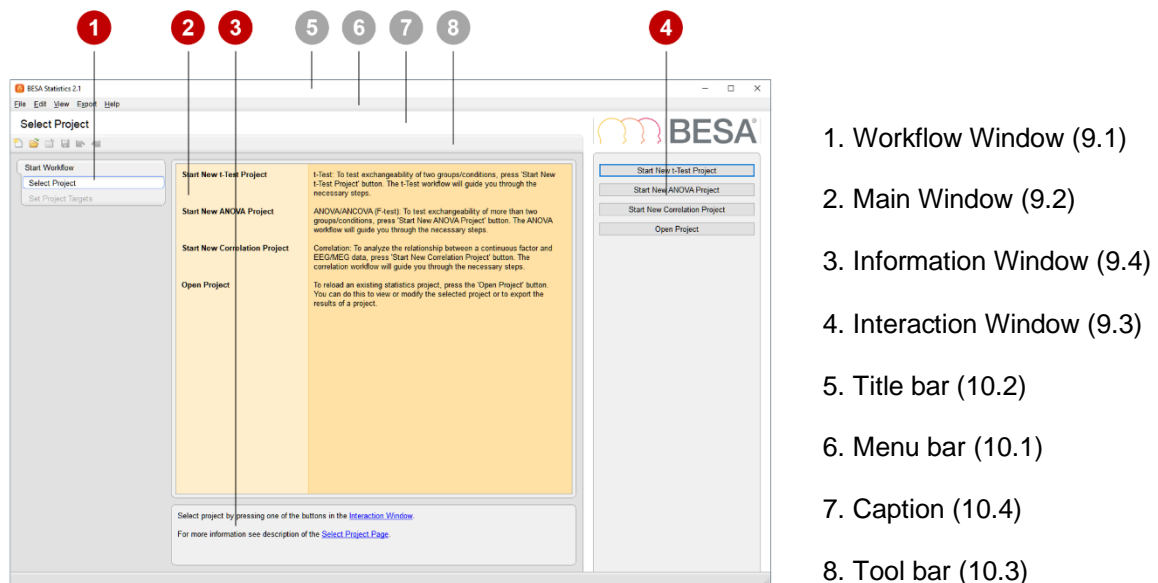 1 2 3 5 6 7 8 4
BESA Statistics 2.1
File Edit View Export Help
Select Project
BESA®
Start Workflow
Select Project
Set Project Targets
Start New t-Test Project
t-Test: To test exchangeability of two groups/conditions, press 'Start New
t-Test Project' button. The t-Test workflow will guide you through the
necessary steps.
Start New ANOVA Project
ANOVA/ANCOVA (F-test): To test exchangeability of more than two
groups/conditions, press 'Start New ANOVA Project' button. The ANOVA
workflow will guide you through the necessary steps.
Start New Correlation Project
Correlation: To analyze the relationship between a continuous factor and
EEG/MEG data, press 'Start New Correlation Project' button. The
correlation workflow will guide you through the necessary steps.
Open Project
To reload an existing statistics project, press the 'Open Project' button.
You can do this to view or modify the selected project or to export the
results of a project.
Select project by pressing one of the buttons in the Interaction Window.
For more information see description of the Select Project Page.
Start New t-Test Project
Start New ANOVA Project
Start New Correlation Project
Open Project
1. Workflow Window (9.1)
2. Main Window (9.2)
3. Information Window (9.4)
4. Interaction Window (9.3)
5. Title bar (10.2)
6. Menu bar (10.1)
7. Caption (10.4)
8. Tool bar (10.3)